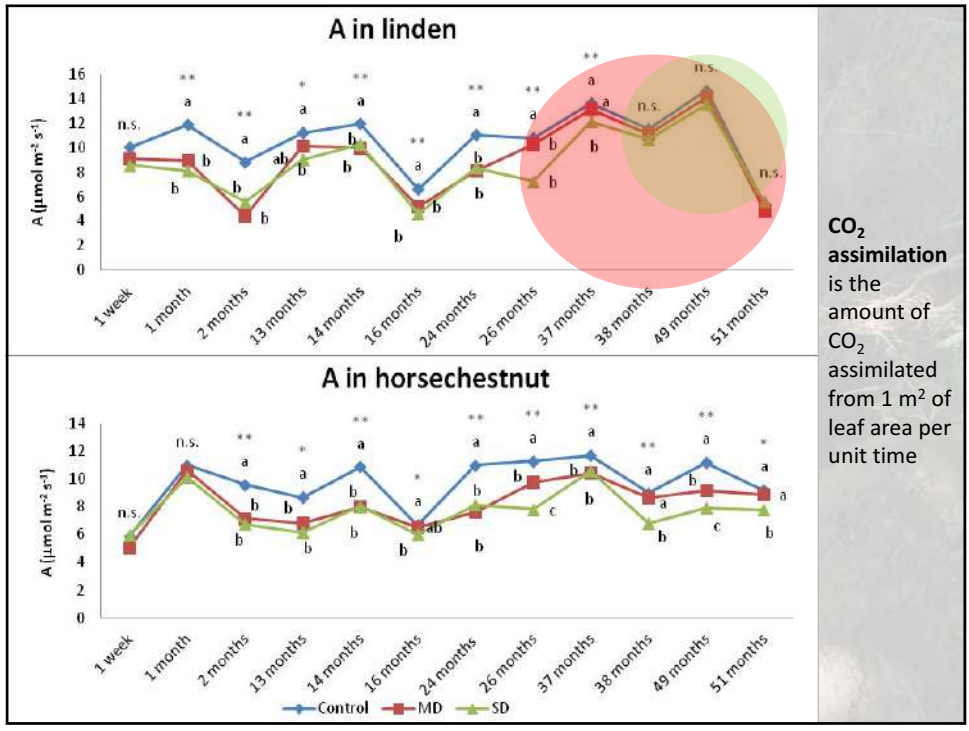 A in linden
A (µmol m⁻² s⁻¹)
16
14
12
10
8
6
4
2
0
n.s.
**
a
b
b
**
a
b
b
*
a
ab
b
**
a
b
b
**
a
b
b
**
a
b
b
**
a
b
b
**
a
a
b
n.s.
n.s.
n.s.
1 week
1 month
2 months
13 months
14 months
16 months
24 months
26 months
37 months
38 months
49 months
51 months
A in horsechestnut
A (µmol m⁻² s⁻¹)
14
12
10
8
6
4
2
0
n.s.
n.s.
**
a
b
b
*
a
b
b
**
a
b
b
*
a
ab
b
**
a
b
b
**
a
b
c
**
a
b
b
**
a
a
b
**
a
b
c
*
a
a
b
1 week
1 month
2 months
13 months
14 months
16 months
24 months
26 months
37 months
38 months
49 months
51 months
Control MD SD
CO₂
assimilation
is the
amount of
CO₂
assimilated
from 1 m² of
leaf area per
unit time